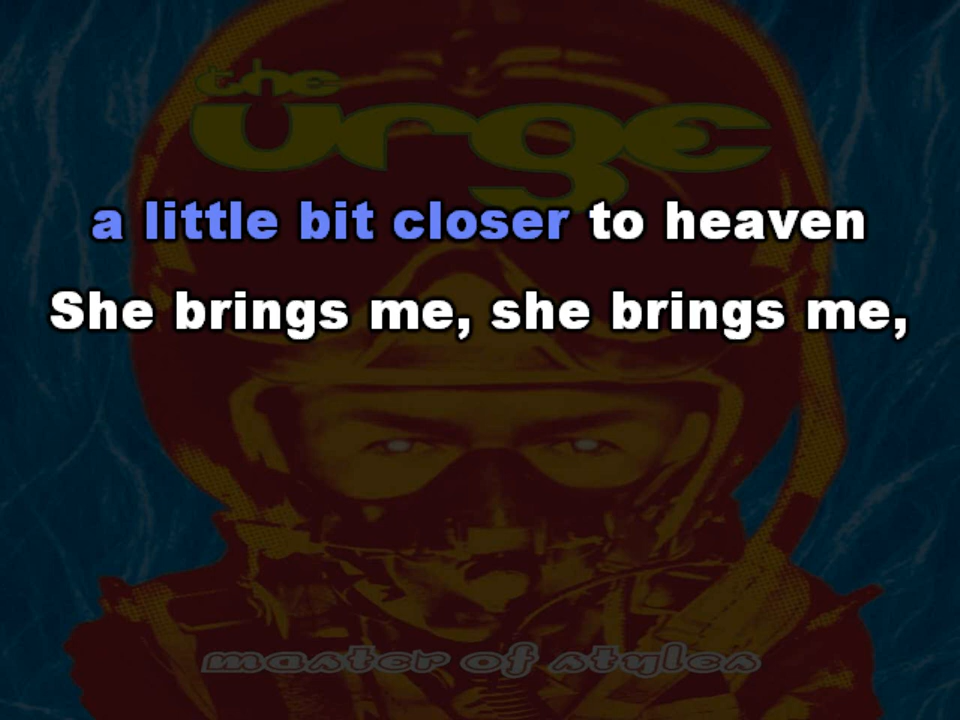 the
urge
a little bit closer to heaven
She brings me, she brings me,
master of styles